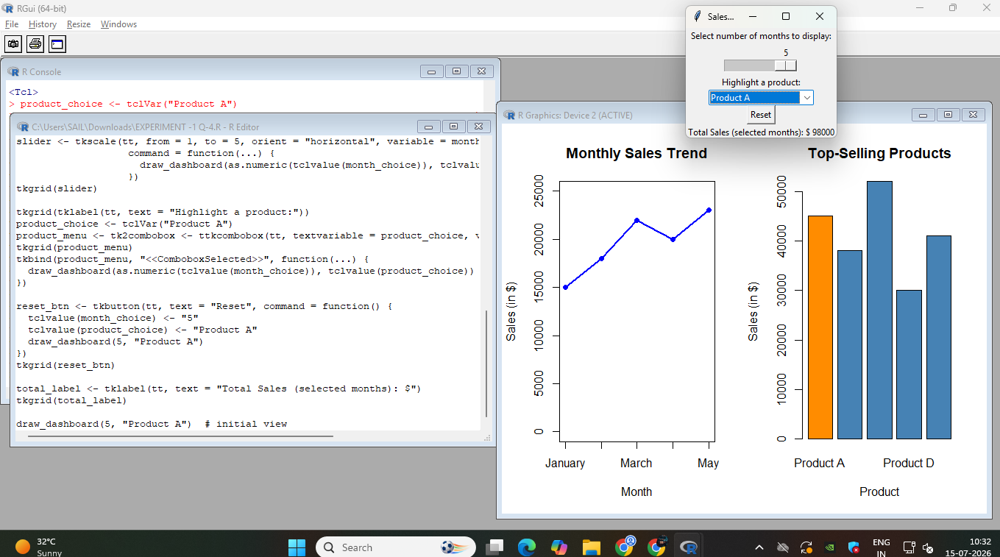 RGui (64-bit)
File History Resize Windows
R Console
<Tcl>
> product_choice <- tclVar("Product A")
C:\Users\SAIL\Downloads\EXPERIMENT -1 Q-4.R - R Editor
slider <- tkscale(tt, from = 1, to = 5, orient = "horizontal", variable = month
command = function(...) {
draw_dashboard(as.numeric(tclvalue(month_choice)), tclvalu
})
tkgrid(slider)
tkgrid(tklabel(tt, text = "Highlight a product:"))
product_choice <- tclVar("Product A")
product_menu <- tk2combobox <- ttkcombobox(tt, textvariable = product_choice, v
tkgrid(product_menu)
tkbind(product_menu, "<<ComboboxSelected>>", function(...) {
draw_dashboard(as.numeric(tclvalue(month_choice)), tclvalue(product_choice))
})
reset_btn <- tkbutton(tt, text = "Reset", command = function() {
tclvalue(month_choice) <- "5"
tclvalue(product_choice) <- "Product A"
draw_dashboard(5, "Product A")
})
tkgrid(reset_btn)
total_label <- tklabel(tt, text = "Total Sales (selected months): $")
tkgrid(total_label)
draw_dashboard(5, "Product A")  # initial view
Sales...
Select number of months to display:
5
Highlight a product:
Product A
Reset
Total Sales (selected months): $ 98000
R Graphics: Device 2 (ACTIVE)
Monthly Sales Trend
Sales (in $)
25000
20000
15000
10000
5000
0
January March May
Month
Top-Selling Products
Sales (in $)
50000
40000
30000
20000
10000
0
Product A Product D
Product
32°C
Sunny
Search
ENG
IN
10:32
15-07-2026